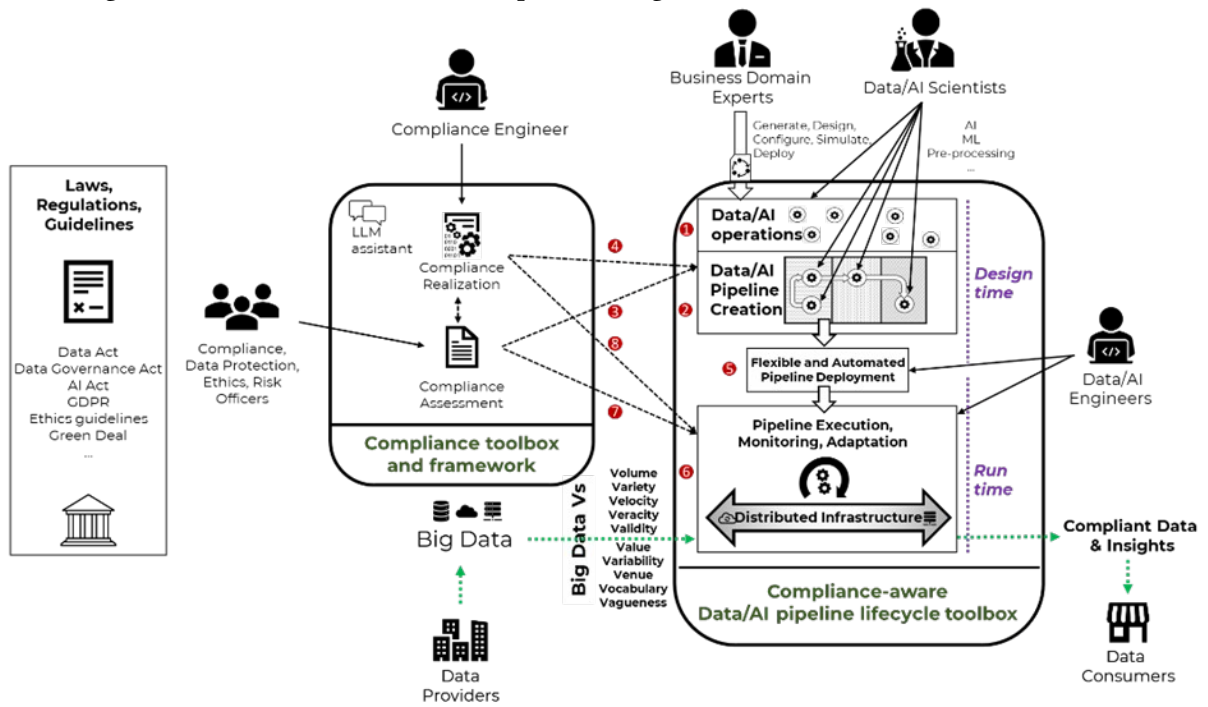 Business Domain
Experts
Data/AI Scientists
</>
Compliance Engineer
Generate, Design,
Configure, Simulate,
Deploy
AI
ML
Pre-processing
...
Laws,
Regulations,
Guidelines
Data Act
Data Governance Act
AI Act
GDPR
Ethics guidelines
Green Deal
...
Compliance,
Data Protection,
Ethics, Risk
Officers
LLM
assistant
Compliance
Realization
Compliance
Assessment
Compliance toolbox
and framework
4
3
8
7
1
Data/AI
operations
2
Data/AI
Pipeline
Creation
Design
time
5
Flexible and Automated
Pipeline Deployment
</>
Data/AI
Engineers
6
Pipeline Execution,
Monitoring, Adaptation
Distributed Infrastructure
Run
time
Compliance-aware
Data/AI pipeline lifecycle toolbox
Big Data
Big Data Vs
Volume
Variety
Velocity
Veracity
Validity
Value
Variability
Venue
Vocabulary
Vagueness
Data
Providers
Compliant Data
& Insights
Data
Consumers